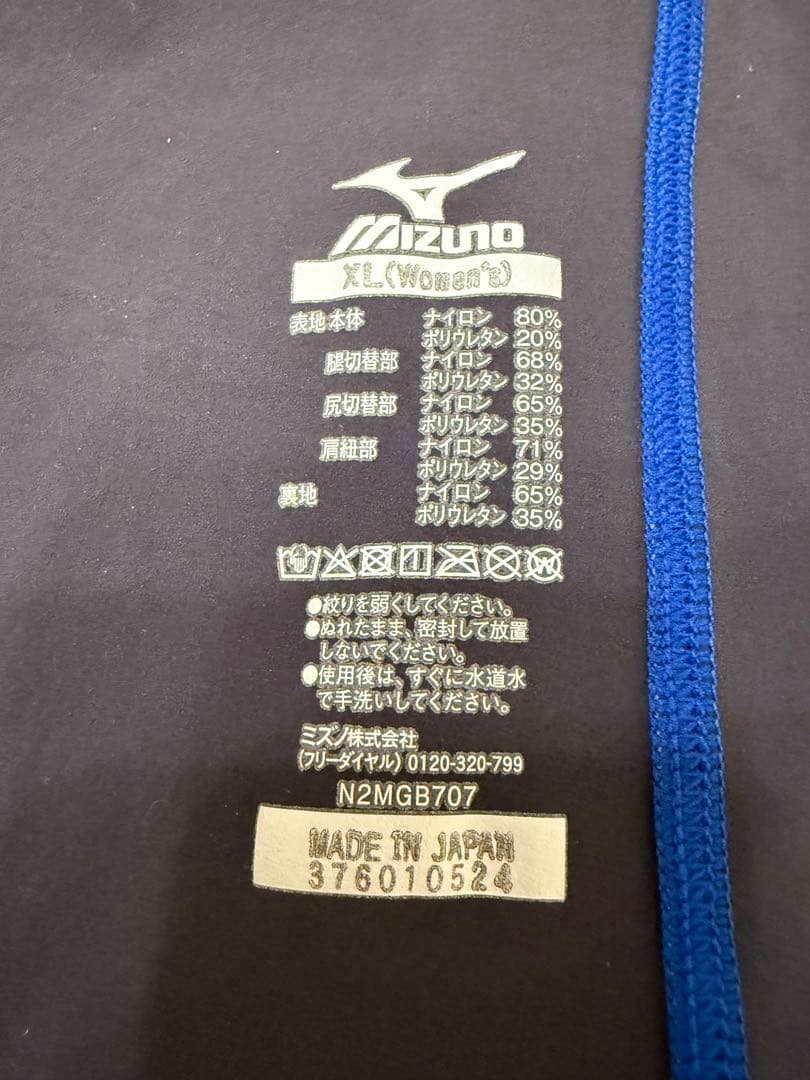 MIZUNO
XL(Women's)
表地 本体 ナイロン 80%
ポリウレタン 20%
腿切替部 ナイロン 68%
ポリウレタン 32%
尻切替部 ナイロン 65%
ポリウレタン 35%
肩紐部 ナイロン 71%
ポリウレタン 29%
裏地 ナイロン 65%
ポリウレタン 35%
●絞りを弱くしてください。
●ぬれたまま、密封して放置
しないでください。
●使用後は、すぐに水道水
で手洗いしてください。
ミズノ株式会社
(フリーダイヤル) 0120-320-799
N2MGB707
MADE IN JAPAN
376010524